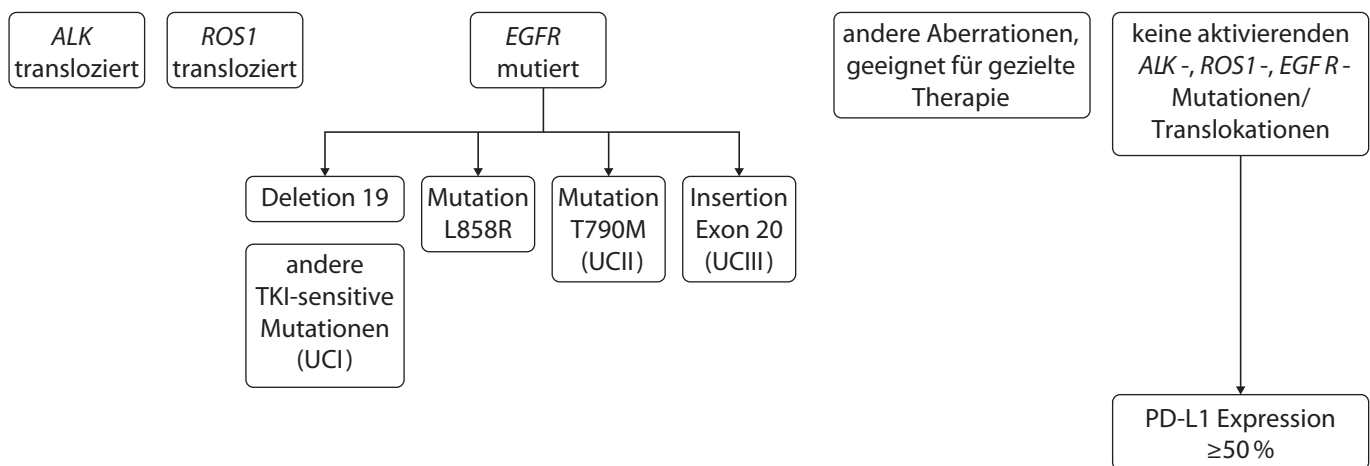 ALK
transloziert
ROS1
transloziert
EGFR
mutiert
andere Aberrationen,
geeignet für gezielte
Therapie
keine aktivierenden
ALK -, ROS1 -, EGF R -
Mutationen/
Translokationen
Deletion 19
Mutation
L858R
Mutation
T790M
(UCII)
Insertion
Exon 20
(UCIII)
andere
TKI-sensitive
Mutationen
(UCI)
PD-L1 Expression
≥50 %